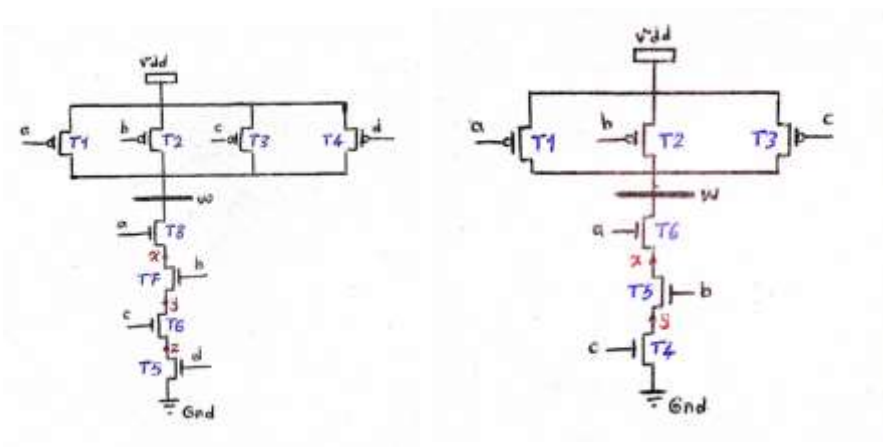 Vdd
a T1 b T2 c T3 T4 d
w
a T8
x
T7 b
y
c T6
z
T5 d
Gnd
Vdd
a T1 b T2 T3 c
w
a T6
x
T5 b
y
c T4
Gnd